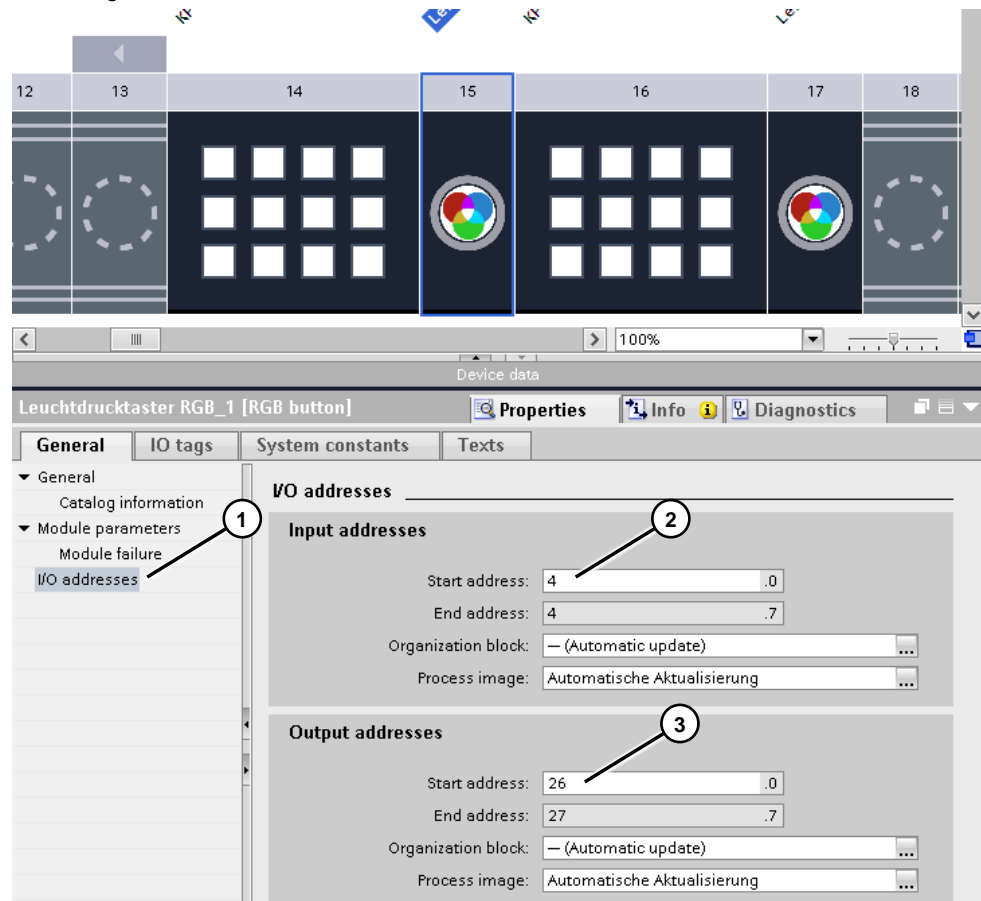 Le
12 13 14 15 16 17 18
100%
Device data
Leuchtdrucktaster RGB_1 [RGB button] Properties Info Diagnostics
General IO tags System constants Texts
General
Catalog information
Module parameters
Module failure
I/O addresses
1
I/O addresses
Input addresses
2
Start address: 4 .0
End address: 4 .7
Organization block: — (Automatic update) ...
Process image: Automatische Aktualisierung ...
Output addresses
3
Start address: 26 .0
End address: 27 .7
Organization block: — (Automatic update) ...
Process image: Automatische Aktualisierung ...